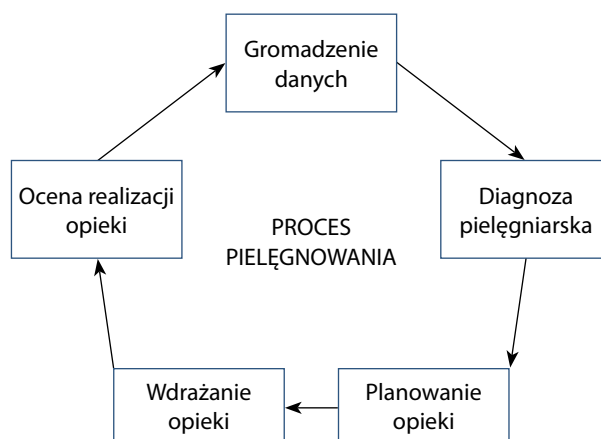 Gromadzenie
danych
Diagnoza
pielęgniarska
Planowanie
opieki
Wdrażanie
opieki
Ocena realizacji
opieki
PROCES
PIELĘGNOWANIA